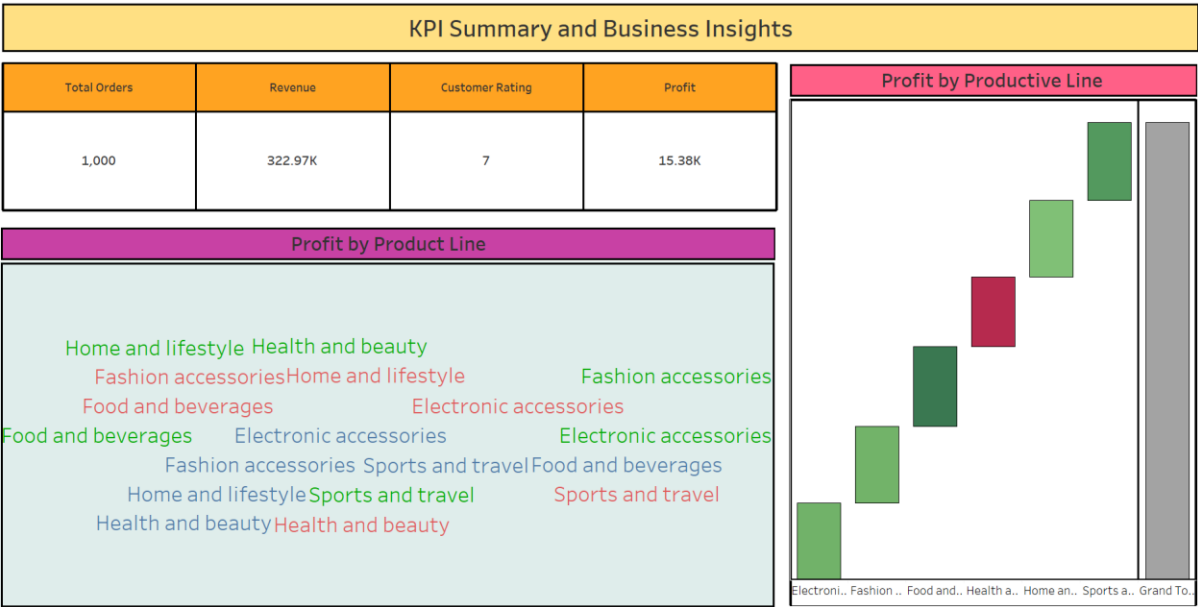 KPI Summary and Business Insights
Total Orders Revenue Customer Rating Profit
1,000 322.97K 7 15.38K
Profit by Product Line
Home and lifestyle Health and beauty
Fashion accessories Home and lifestyle Fashion accessories
Food and beverages Electronic accessories
Food and beverages Electronic accessories Electronic accessories
Fashion accessories Sports and travel Food and beverages
Home and lifestyle Sports and travel Sports and travel
Health and beauty Health and beauty
Profit by Productive Line
Electroni.. Fashion .. Food and.. Health a.. Home an.. Sports a.. Grand To..